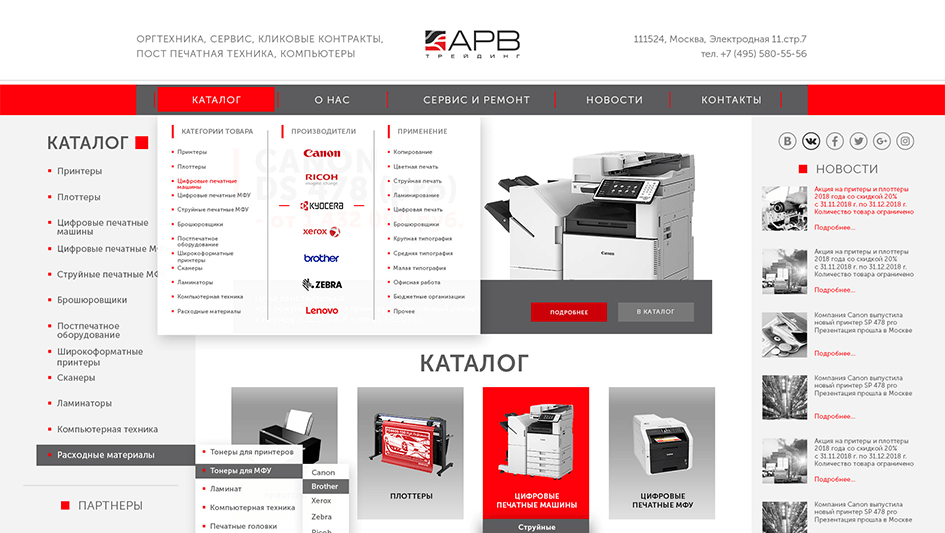 ОРГТЕХНИКА, СЕРВИС, КЛИКОВЫЕ КОНТРАКТЫ,
ПОСТ ПЕЧАТНАЯ ТЕХНИКА, КОМПЬЮТЕРЫ
АРВ
ТРЕЙДИНГ
111524, Москва, Электродная 11.стр.7
тел. +7 (495) 580-55-56
КАТАЛОГ
О НАС
СЕРВИС И РЕМОНТ
НОВОСТИ
КОНТАКТЫ
КАТАЛОГ
Принтеры
Плоттеры
Цифровые печатные
машины
Цифровые печатные
Струйные печатные
Брошюровщики
Постпечатное
оборудование
Широкоформатные
принтеры
Сканеры
Ламинаторы
Компьютерная техника
Расходные материалы
ПАРТНЕРЫ
КАТЕГОРИИ ТОВАРА
Принтеры
Плоттеры
Цифровые печатные
машины
Цифровые печатные МФУ
Струйные печатные МФУ
Брошюровщики
Постпечатное
оборудование
Широкоформатные
принтеры
Сканеры
Ламинаторы
Компьютерная техника
Расходные материалы
ПРОИЗВОДИТЕЛИ
Canon
RICOH
imagine. change.
KYOCERA
xerox
brother
ZEBRA
Lenovo
ПРИМЕНЕНИЕ
Копирование
Цветная печать
Струйная печать
Ламинирование
Цифровая печать
Брошюровщики
Крупная типография
Средняя типография
Малая типография
Офисная работа
Бюджетные организации
Прочее
Canon
ПОДРОБНЕЕ
В КАТАЛОГ
КАТАЛОГ
ПЛОТТЕРЫ
ЦИФРОВЫЕ
ПЕЧАТНЫЕ МАШИНЫ
Струйные
ЦИФРОВЫЕ
ПЕЧАТНЫЕ МФУ
Тонеры для принтеров
Тонеры для МФУ
Ламинат
Компьютерная техника
Печатные головки
Canon
Brother
Xerox
Zebra
Ricoh
НОВОСТИ
Акция на притеры и плоттеры
2018 года со скидкой 20%
с 31.11.2018 г. по 31.12.2018 г.
Количество товара ограничено
Подробнее...
Акция на притеры и плоттеры
2018 года со скидкой 20%
с 31.11.2018 г. по 31.12.2018 г.
Количество товара ограничено
Подробнее...
Компания Canon выпустила
новый принтер SP 478 pro
Презентация прошла в Москве
Подробнее...
Компания Canon выпустила
новый принтер SP 478 pro
Презентация прошла в Москве
Подробнее...
Акция на притеры и плоттеры
2018 года со скидкой 20%
с 31.11.2018 г. по 31.12.2018 г.
Количество товара ограничено
Подробнее...
Компания Canon выпустила
новый принтер SP 478 pro
Презентация прошла в Москве